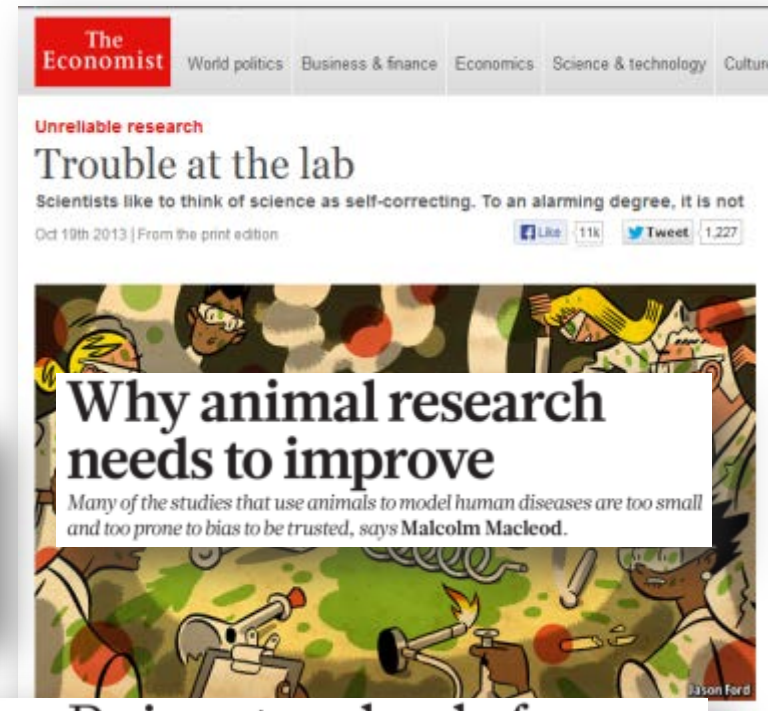 The
Economist
World politics Business & finance Economics Science & technology Cultur
Unreliable research
Trouble at the lab
Scientists like to think of science as self-correcting. To an alarming degree, it is not
Oct 19th 2013 | From the print edition
Like 11k Tweet 1,227
Why animal research
needs to improve
Many of the studies that use animals to model human diseases are too small
and too prone to bias to be trusted, says Malcolm Macleod.
Jason Ford